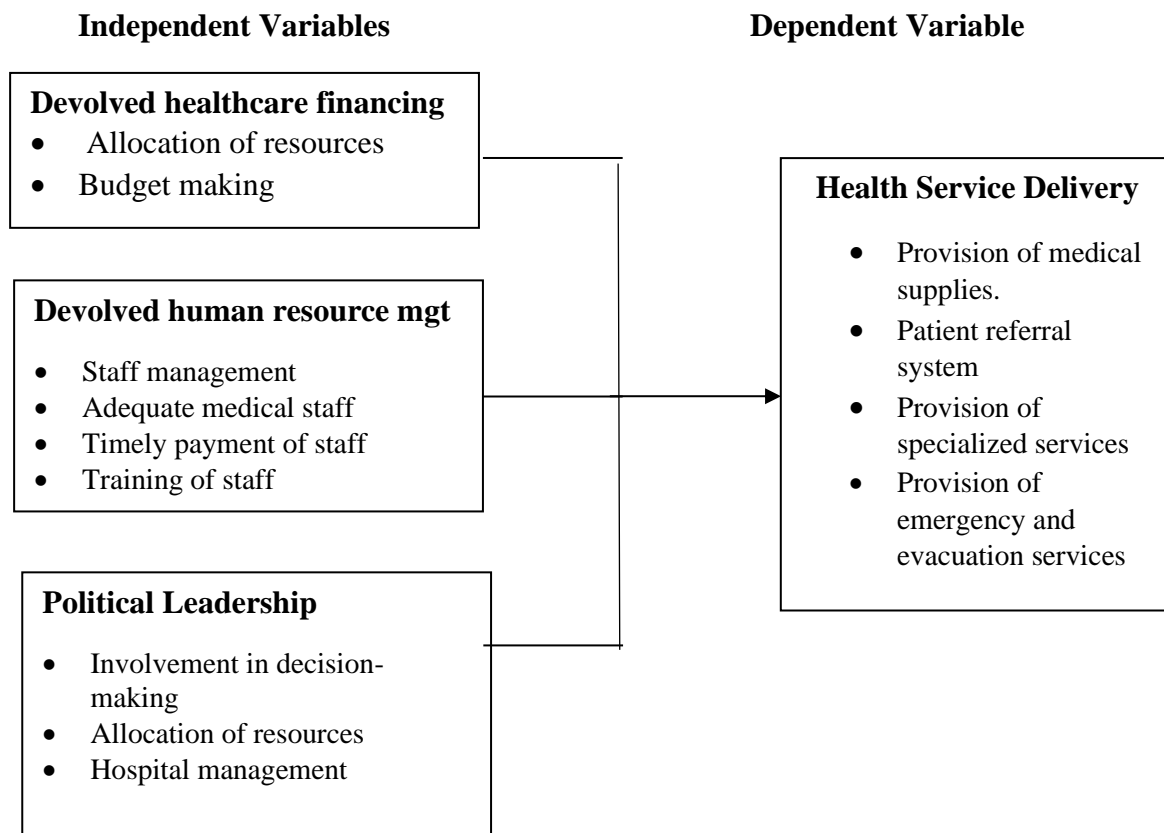 Independent Variables
Dependent Variable
Devolved healthcare financing
• Allocation of resources
• Budget making
Devolved human resource mgt
• Staff management
• Adequate medical staff
• Timely payment of staff
• Training of staff
Political Leadership
• Involvement in decision-
making
• Allocation of resources
• Hospital management
Health Service Delivery
• Provision of medical
supplies.
• Patient referral
system
• Provision of
specialized services
• Provision of
emergency and
evacuation services